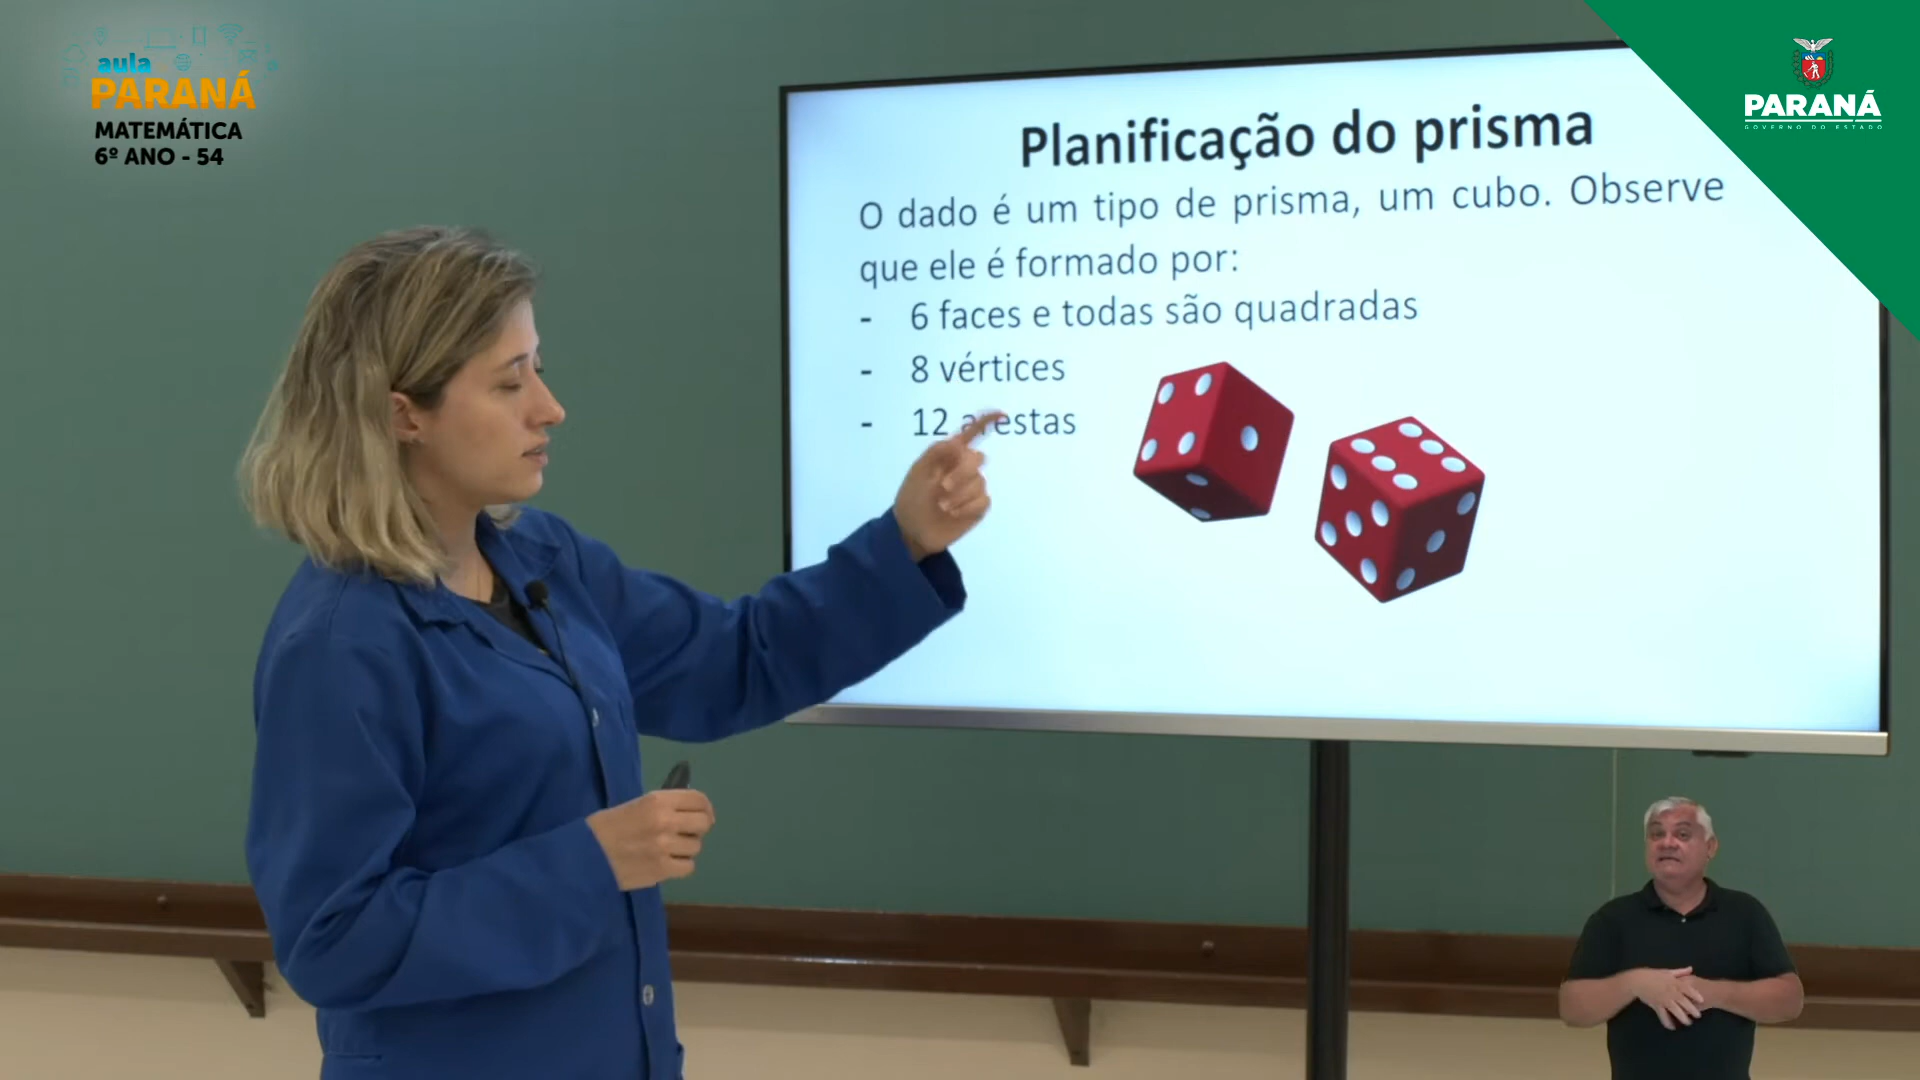 aula
PARANÁ
MATEMÁTICA
6º ANO - 54
PARANÁ
GOVERNO DO ESTADO
Planificação do prisma
O dado é um tipo de prisma, um cubo. Observe
que ele é formado por:
- 6 faces e todas são quadradas
- 8 vértices
- 12 arestas